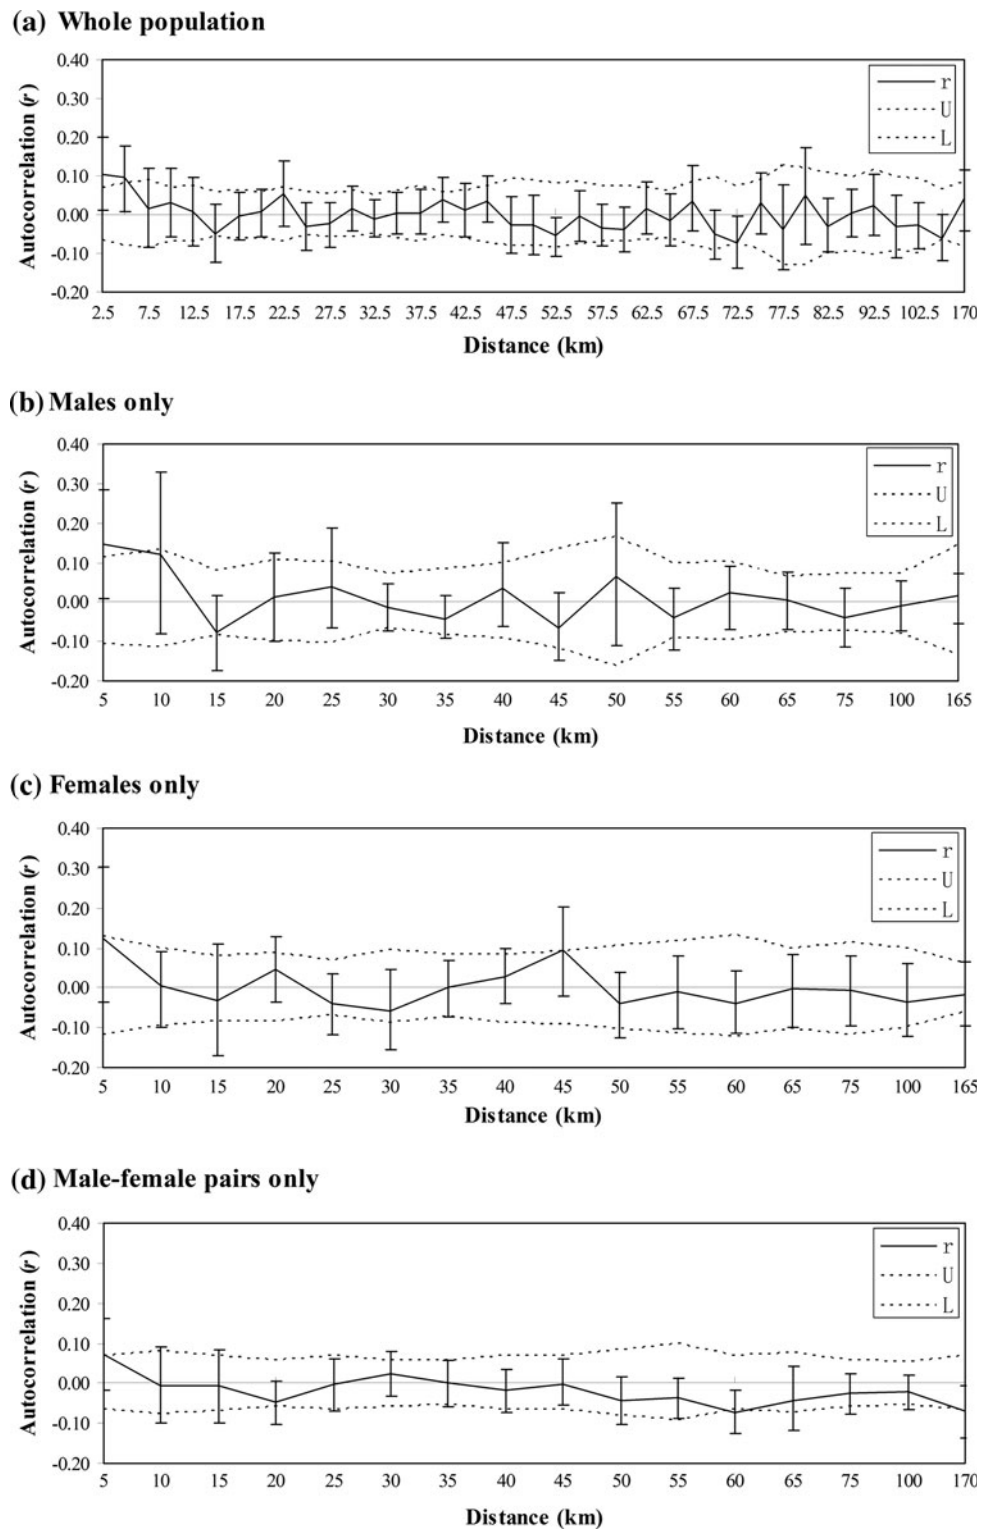 (a) Whole population
0.40
0.30
0.20
0.10
0.00
-0.10
-0.20
Autocorrelation (r)
r
U
L
2.5 7.5 12.5 17.5 22.5 27.5 32.5 37.5 42.5 47.5 52.5 57.5 62.5 67.5 72.5 77.5 82.5 92.5 102.5 170
Distance (km)
(b) Males only
0.40
0.30
0.20
0.10
0.00
-0.10
-0.20
Autocorrelation (r)
r
U
L
5 10 15 20 25 30 35 40 45 50 55 60 65 75 100 165
Distance (km)
(c) Females only
0.40
0.30
0.20
0.10
0.00
-0.10
-0.20
Autocorrelation (r)
r
U
L
5 10 15 20 25 30 35 40 45 50 55 60 65 75 100 165
Distance (km)
(d) Male-female pairs only
0.40
0.30
0.20
0.10
0.00
-0.10
-0.20
Autocorrelation (r)
r
U
L
5 10 15 20 25 30 35 40 45 50 55 60 65 75 100 170
Distance (km)